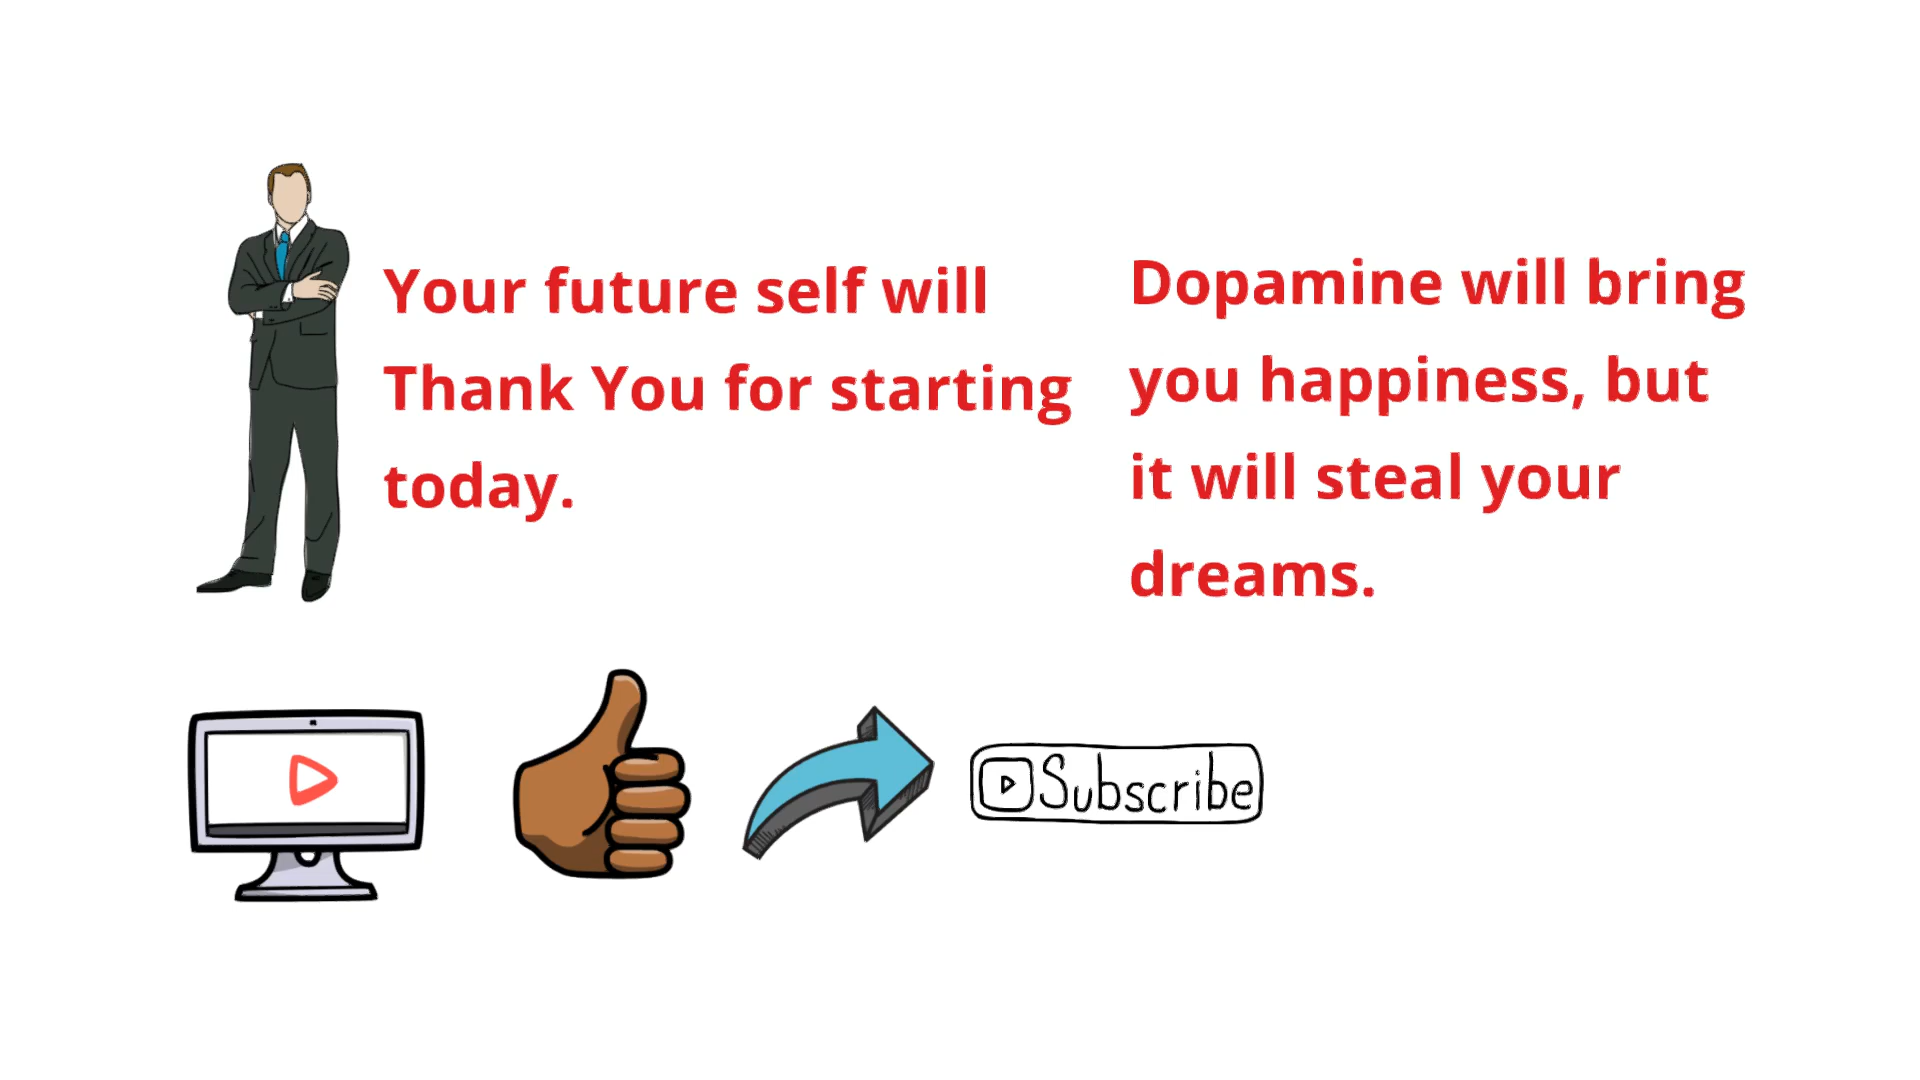 Your future self will
Thank You for starting
today.
Dopamine will bring
you happiness, but
it will steal your
dreams.
Subscribe